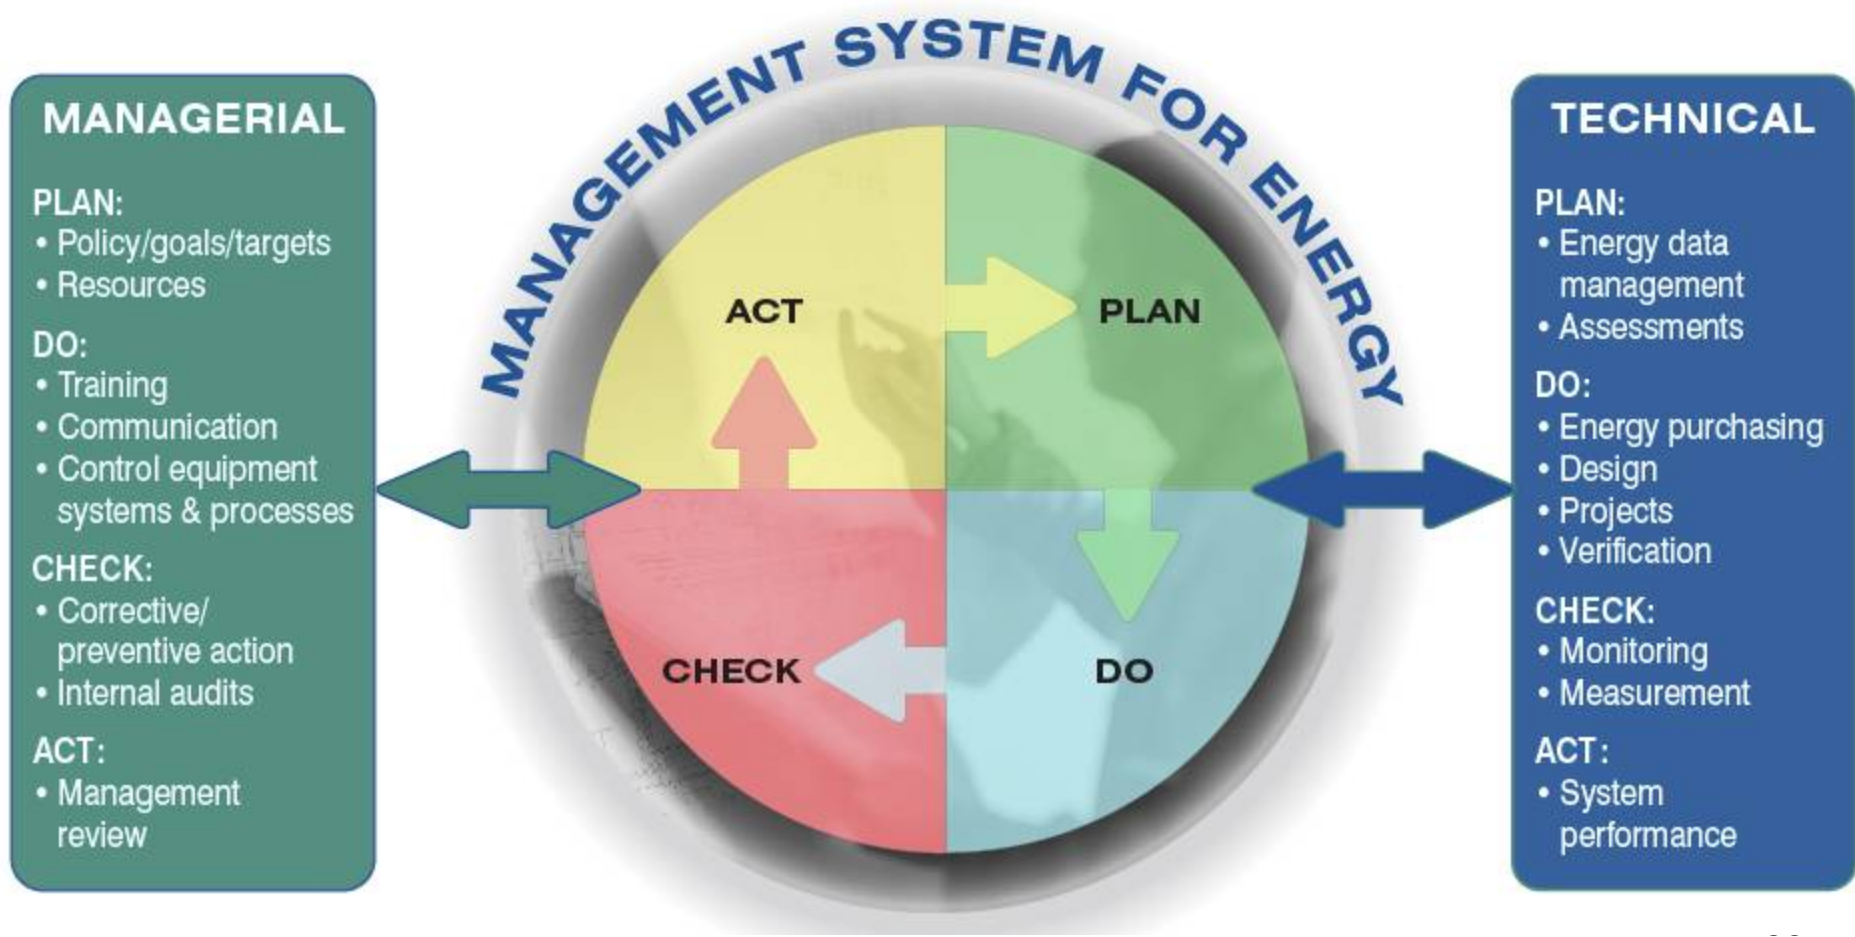 MANAGEMENT SYSTEM FOR ENERGY
MANAGERIAL
PLAN:
• Policy/goals/targets
• Resources
DO:
• Training
• Communication
• Control equipment
systems & processes
CHECK:
• Corrective/
preventive action
• Internal audits
ACT:
• Management
review
ACT
PLAN
CHECK
DO
TECHNICAL
PLAN:
• Energy data
management
• Assessments
DO:
• Energy purchasing
• Design
• Projects
• Verification
CHECK:
• Monitoring
• Measurement
ACT:
• System
performance